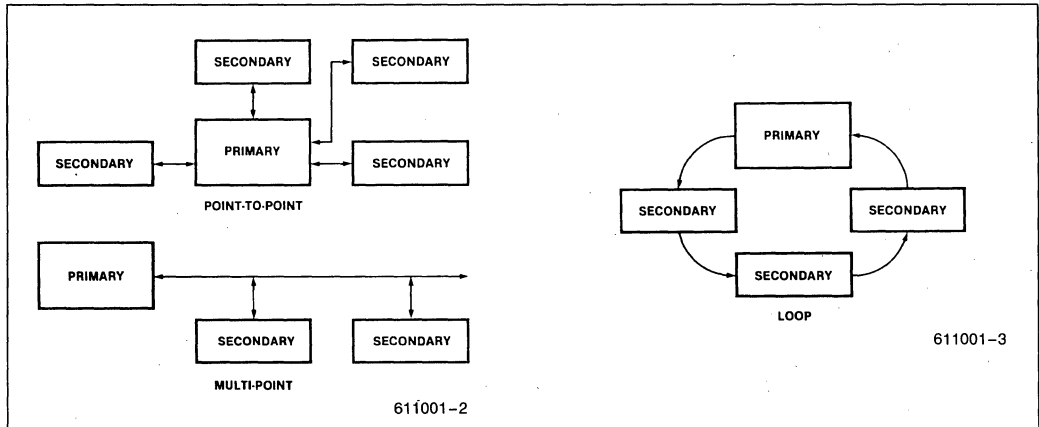 SECONDARY
SECONDARY
SECONDARY
PRIMARY
SECONDARY
POINT-TO-POINT
PRIMARY
SECONDARY
SECONDARY
MULTI-POINT
611001-2
PRIMARY
SECONDARY
SECONDARY
SECONDARY
LOOP
611001-3